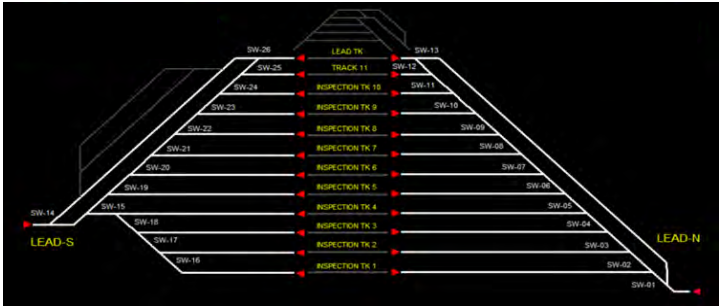 SW-26 LEAD TK SW-13
SW-25 TRACK 11 SW-12
SW-24 INSPECTION TK 10 SW-11
SW-23 INSPECTION TK 9 SW-10
SW-22 INSPECTION TK 8 SW-09
SW-21 INSPECTION TK 7 SW-08
SW-20 INSPECTION TK 6 SW-07
SW-19 INSPECTION TK 5 SW-06
SW-14 SW-15 INSPECTION TK 4 SW-05
LEAD-S SW-18 INSPECTION TK 3 SW-04 LEAD-N
SW-17 INSPECTION TK 2 SW-03
SW-16 INSPECTION TK 1 SW-02
SW-01